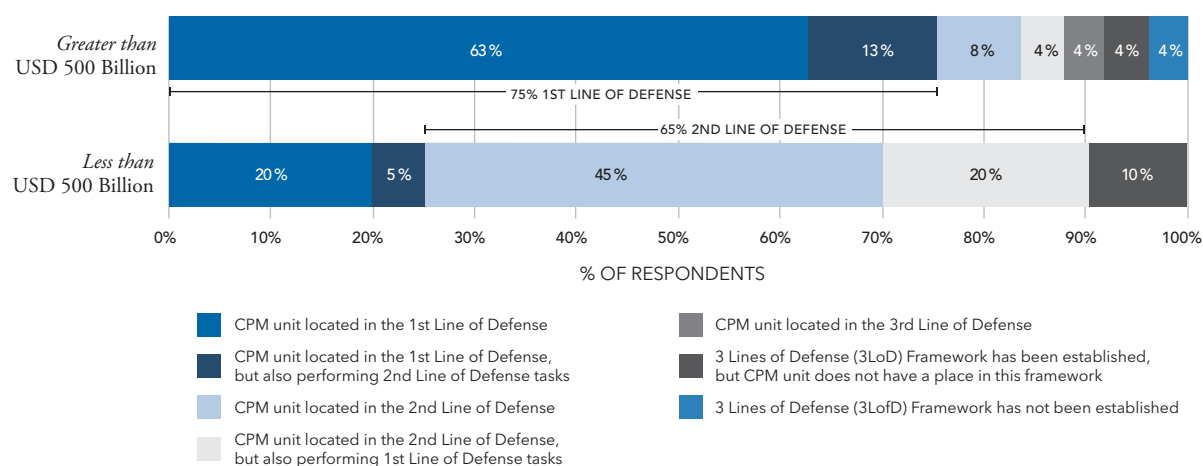 Greater than
USD 500 Billion
63% 13% 8% 4% 4% 4% 4%
75% 1ST LINE OF DEFENSE
65% 2ND LINE OF DEFENSE
Less than
USD 500 Billion
20% 5% 45% 20% 10%
0% 10% 20% 30% 40% 50% 60% 70% 80% 90% 100%
% OF RESPONDENTS
CPM unit located in the 1st Line of Defense
CPM unit located in the 1st Line of Defense,
but also performing 2nd Line of Defense tasks
CPM unit located in the 2nd Line of Defense
CPM unit located in the 2nd Line of Defense,
but also performing 1st Line of Defense tasks
CPM unit located in the 3rd Line of Defense
3 Lines of Defense (3LoD) Framework has been established,
but CPM unit does not have a place in this framework
3 Lines of Defense (3LofD) Framework has not been established